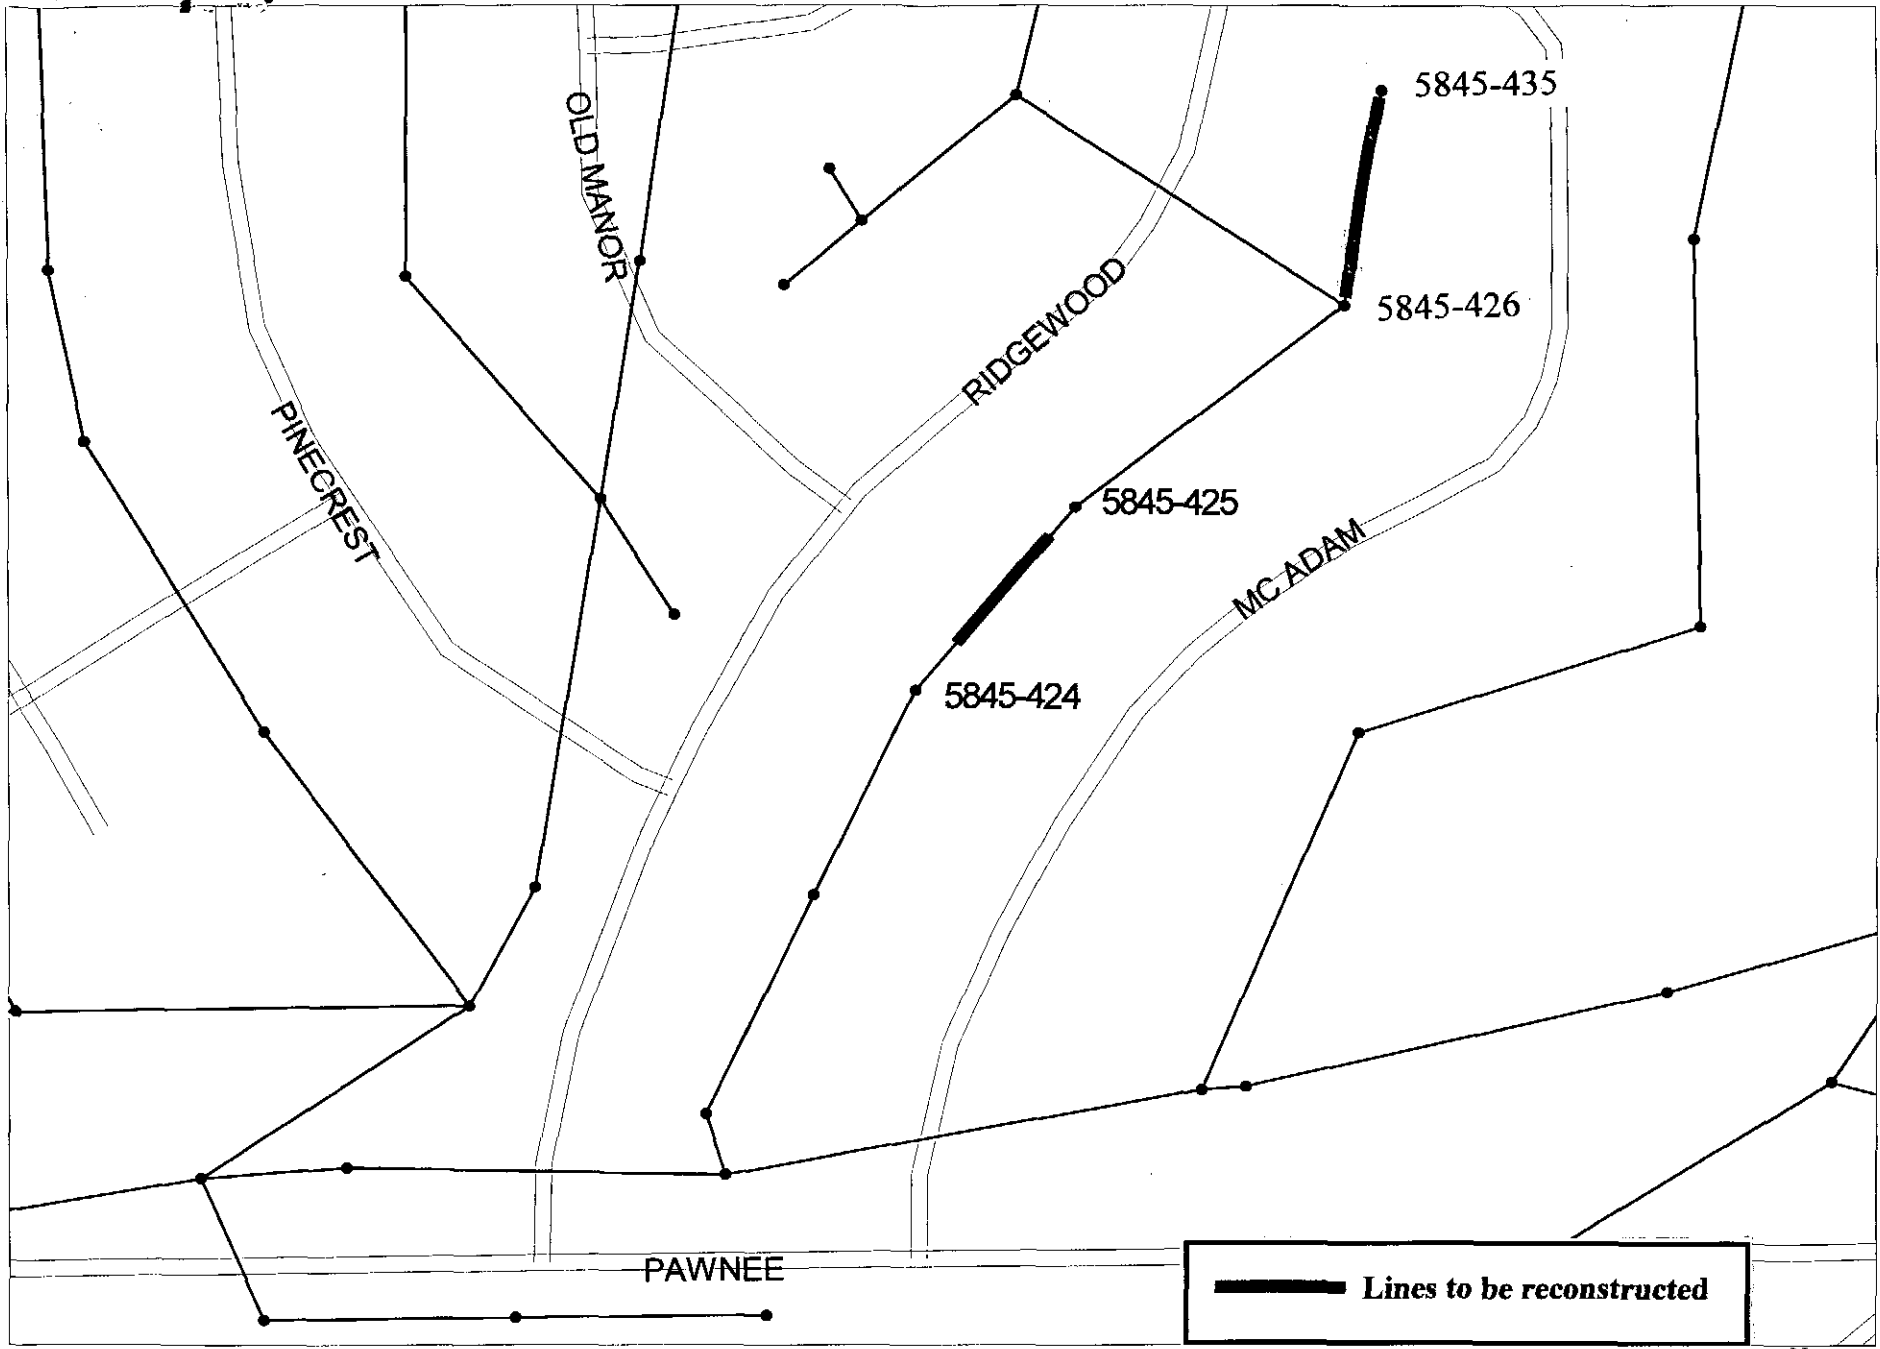 5845-435
OLD MANOR
5845-426
RIDGEWOOD
PINECREST
5845-425
MC ADAM
5845-424
PAWNEE
Lines to be reconstructed